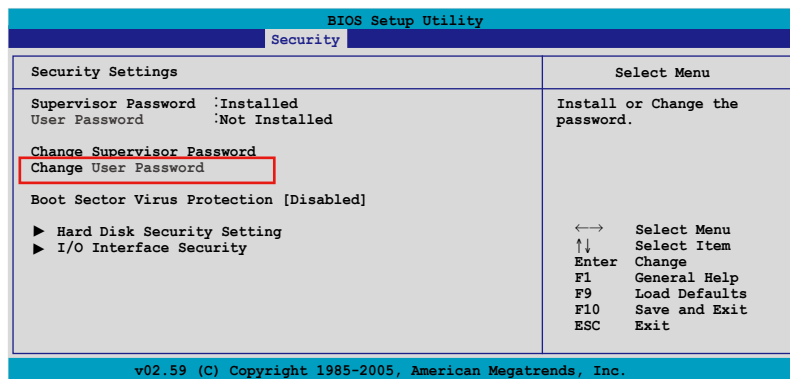 BIOS Setup Utility
Security
Security Settings
Supervisor Password :Installed
User Password :Not Installed
Change Supervisor Password
Change User Password
Boot Sector Virus Protection [Disabled]
▶ Hard Disk Security Setting
▶ I/O Interface Security
Select Menu
Install or Change the
password.
←→ Select Menu
↑↓ Select Item
Enter Change
F1 General Help
F9 Load Defaults
F10 Save and Exit
ESC Exit
v02.59 (C) Copyright 1985-2005, American Megatrends, Inc.